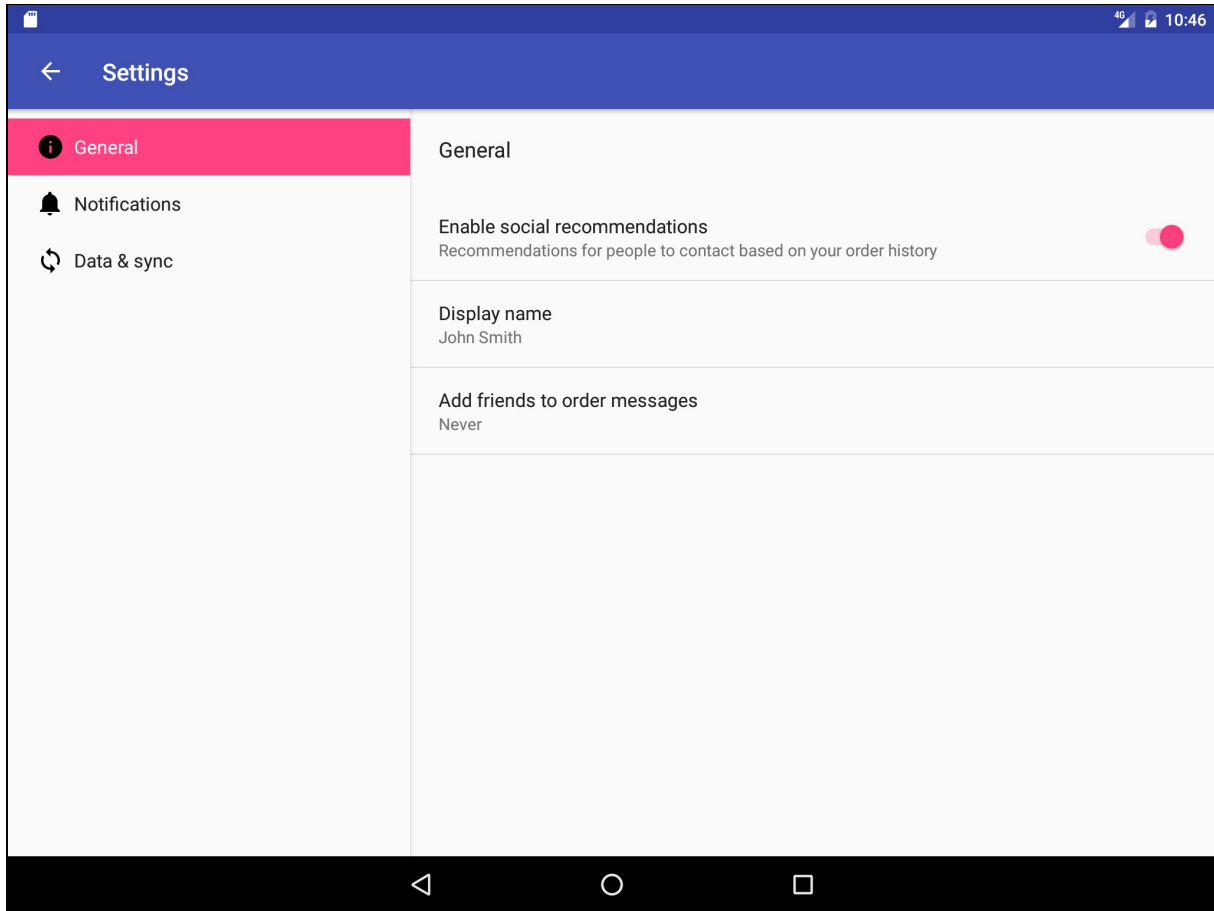 4G 10:46
Settings
General
Notifications
Data & sync
General
Enable social recommendations
Recommendations for people to contact based on your order history
Display name
John Smith
Add friends to order messages
Never